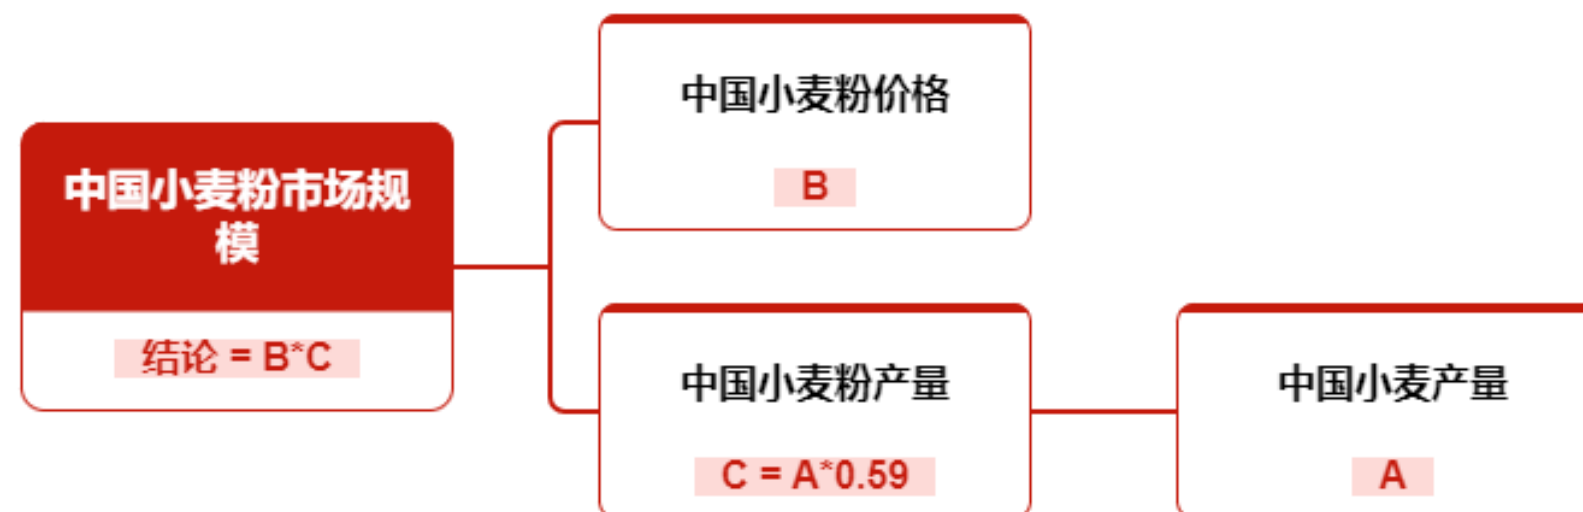 中国小麦粉市场规
模
结论 = B*C
中国小麦粉价格
B
中国小麦粉产量
C = A*0.59
中国小麦产量
A